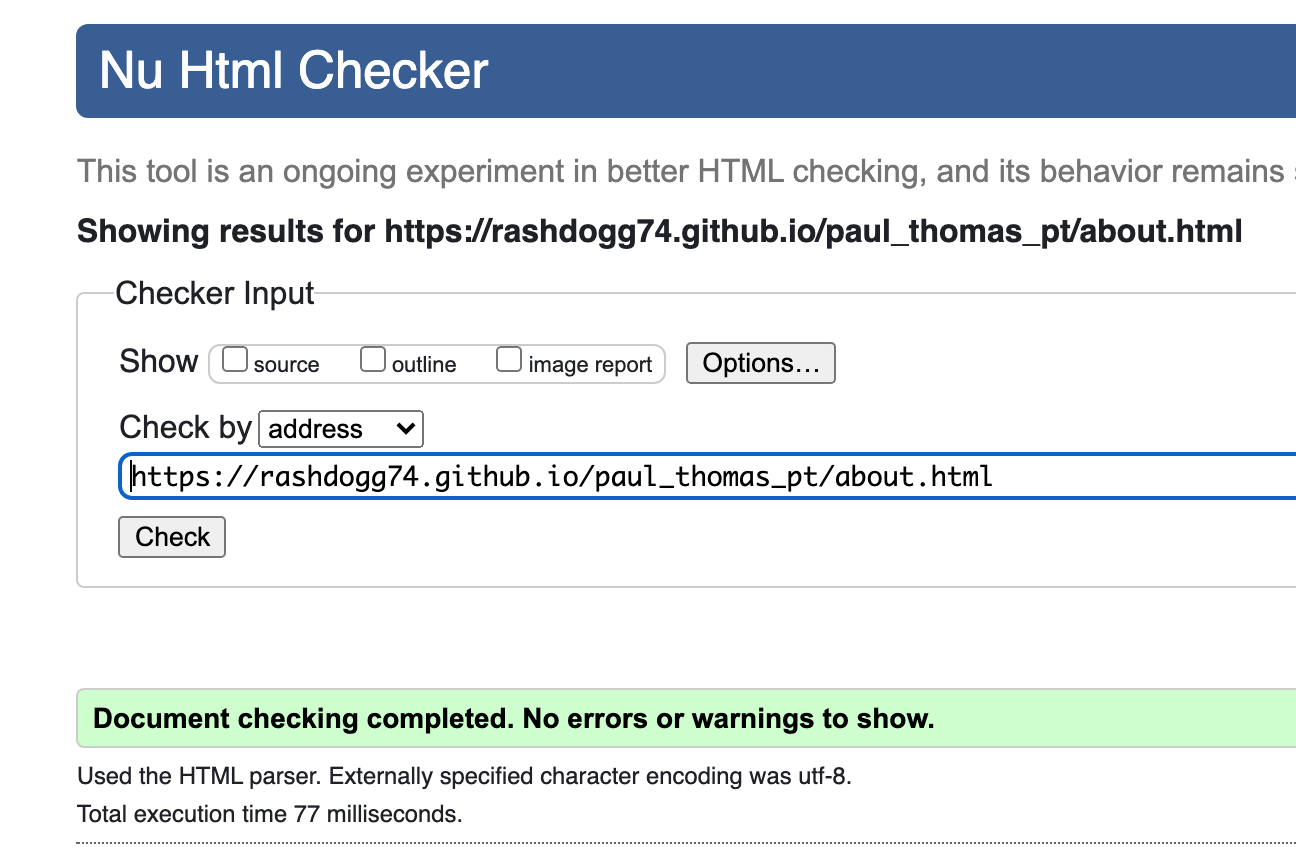 Nu Html Checker
This tool is an ongoing experiment in better HTML checking, and its behavior remains
Showing results for https://rashdogg74.github.io/paul_thomas_pt/about.html
Checker Input
Show source outline image report Options…
Check by address
https://rashdogg74.github.io/paul_thomas_pt/about.html
Check
Document checking completed. No errors or warnings to show.
Used the HTML parser. Externally specified character encoding was utf-8.
Total execution time 77 milliseconds.